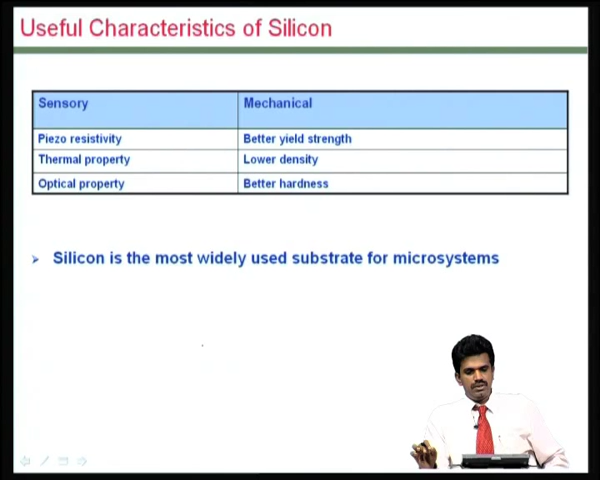 Useful Characteristics of Silicon
Sensory Mechanical
Piezo resistivity Better yield strength
Thermal property Lower density
Optical property Better hardness
Silicon is the most widely used substrate for microsystems